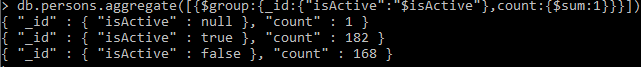 > db.persons.aggregate([{$group:{_id:{"isActive":"$isActive"},count:{$sum:1}}}])
{ "_id" : { "isActive" : null }, "count" : 1 }
{ "_id" : { "isActive" : true }, "count" : 182 }
{ "_id" : { "isActive" : false }, "count" : 168 }